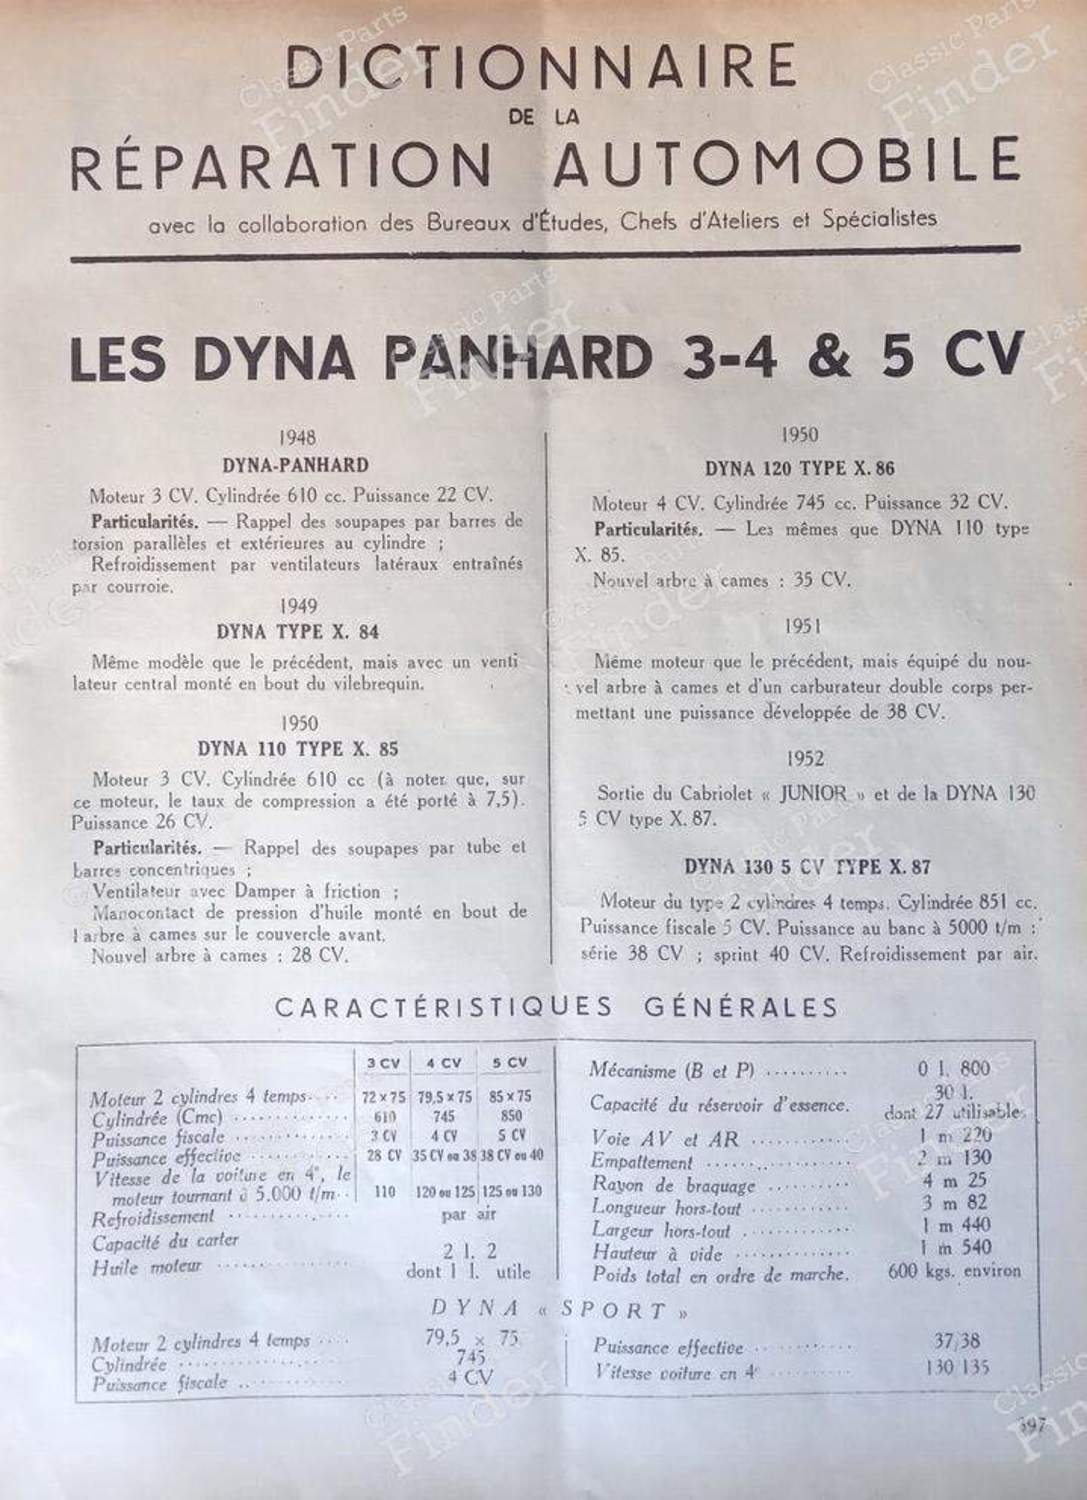 DICTIONNAIRE
DE LA
RÉPARATION AUTOMOBILE
avec la collaboration des Bureaux d'Études, Chefs d'Ateliers et Spécialistes
LES DYNA PANHARD 3-4 & 5 CV
1948
DYNA-PANHARD
Moteur 3 CV. Cylindrée 610 cc. Puissance 22 CV.
Particularités. — Rappel des soupapes par barres de
torsion parallèles et extérieures au cylindre ;
Refroidissement par ventilateurs latéraux entraînés
par courroie.
1949
DYNA TYPE X. 84
Même modèle que le précédent, mais avec un venti
lateur central monté en bout du vilebrequin.
1950
DYNA 110 TYPE X. 85
Moteur 3 CV. Cylindrée 610 cc (à noter que, sur
ce moteur, le taux de compression a été porté à 7,5).
Puissance 26 CV.
Particularités. — Rappel des soupapes par tube et
barres concentriques ;
Ventilateur avec Damper à friction ;
Manocontact de pression d'huile monté en bout de
l arbre à cames sur le couvercle avant.
Nouvel arbre à cames : 28 CV.
1950
DYNA 120 TYPE X. 86
Moteur 4 CV. Cylindrée 745 cc. Puissance 32 CV.
Particularités. — Les mêmes que DYNA 110 type
X. 85.
Nouvel arbre à cames : 35 CV.
1951
Même moteur que le précédent, mais équipé du nou-
vel arbre à cames et d'un carburateur double corps per-
mettant une puissance développée de 38 CV.
1952
Sortie du Cabriolet « JUNIOR » et de la DYNA 130
5 CV type X. 87.
DYNA 130 5 CV TYPE X. 87
Moteur du type 2 cylindres 4 temps. Cylindrée 851 cc.
Puissance fiscale 5 CV. Puissance au banc à 5000 t/m :
série 38 CV ; sprint 40 CV. Refroidissement par air.
CARACTÉRISTIQUES GÉNÉRALES
3 CV 4 CV 5 CV
Moteur 2 cylindres 4 temps 72 x 75 79,5 x 75 85 x 75
Cylindrée (Cmc) 610 745 850
Puissance fiscale 3 CV 4 CV 5 CV
Puissance effective 28 CV 35 CV ou 38 38 CV ou 40
Vitesse de la voiture en 4e, le
moteur tournant à 5.000 t/m 110 120 ou 125 125 ou 130
Refroidissement par air
Capacité du carter
Huile moteur 2 l. 2
dont 1 l. utile
Mécanisme (B et P) 0 l. 800
Capacité du réservoir d'essence. 30 l.
dont 27 utilisables
Voie AV et AR 1 m 220
Empattement 2 m 130
Rayon de braquage 4 m 25
Longueur hors-tout 3 m 82
Largeur hors-tout 1 m 440
Hauteur à vide 1 m 540
Poids total en ordre de marche. 600 kgs. environ
DYNA « SPORT »
Moteur 2 cylindres 4 temps 79,5 x 75
Cylindrée 745
Puissance fiscale 4 CV
Puissance effective 37/38
Vitesse voiture en 4e 130 135
397
Classic Parts
Finder